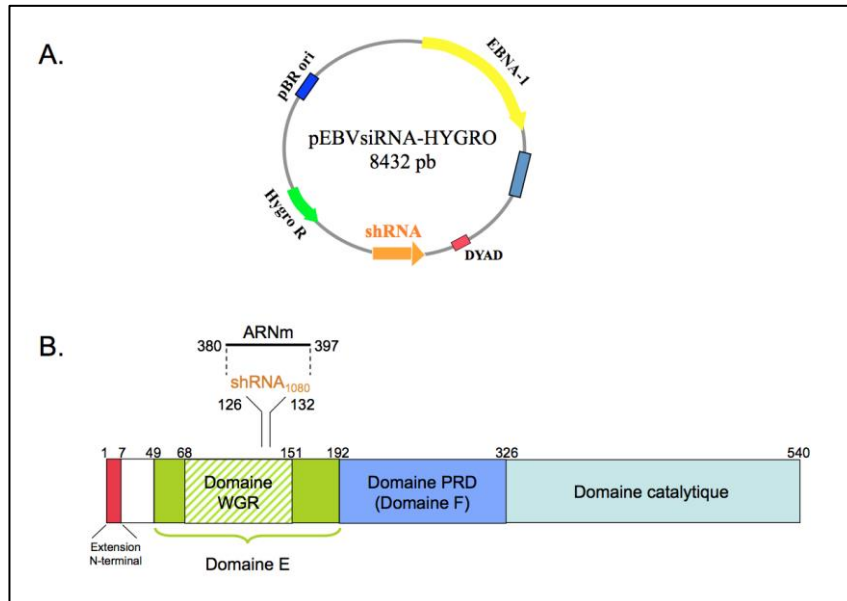 A.
EBNA-1
pBR ori
pEBVsiRNA-HYGRO
8432 pb
Hygro R
shRNA
DYAD
B.
ARNm
380 397
shRNA1080
126 132
1 7 49 68 151 192 326 540
Domaine
WGR
Domaine PRD
(Domaine F)
Domaine catalytique
Extension
N-terminal
Domaine E